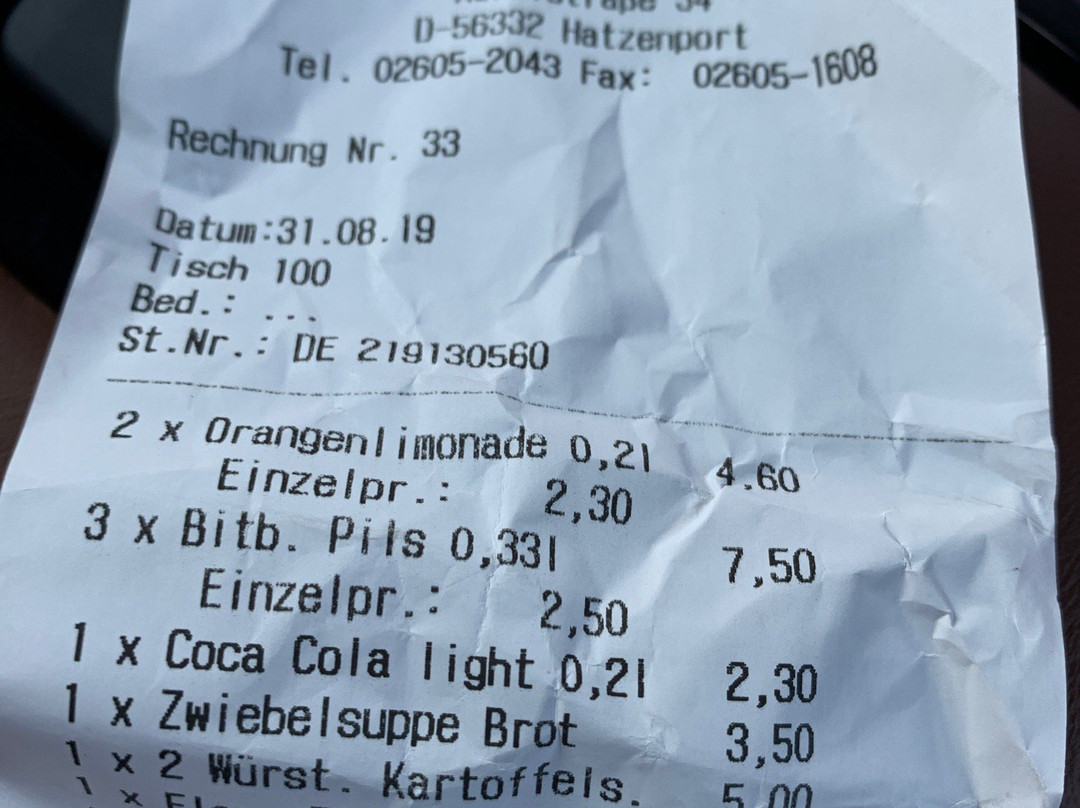 34
D-56332 Hatzenport
Tel. 02605-2043 Fax: 02605-1608
Rechnung Nr. 33
Datum:31.08.19
Tisch 100
Bed.: ...
St.Nr.: DE 219130560
2 x Orangenlimonade 0,2l 4.60
Einzelpr.: 2,30
3 x Bitb. Pils 0,33l 7,50
Einzelpr.: 2,50
1 x Coca Cola light 0,2l 2,30
1 x Zwiebelsuppe Brot 3,50
1 x 2 Würst. Kartoffels. 5,00
1 x